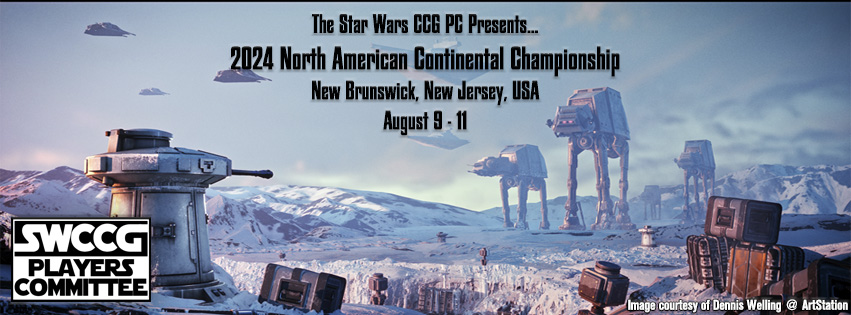 The Star Wars CCG PC Presents...
2024 North American Continental Championship
New Brunswick, New Jersey, USA
August 9 - 11
SWCCG
PLAYERS
COMMITTEE
Image courtesy of Dennis Welling @ ArtStation